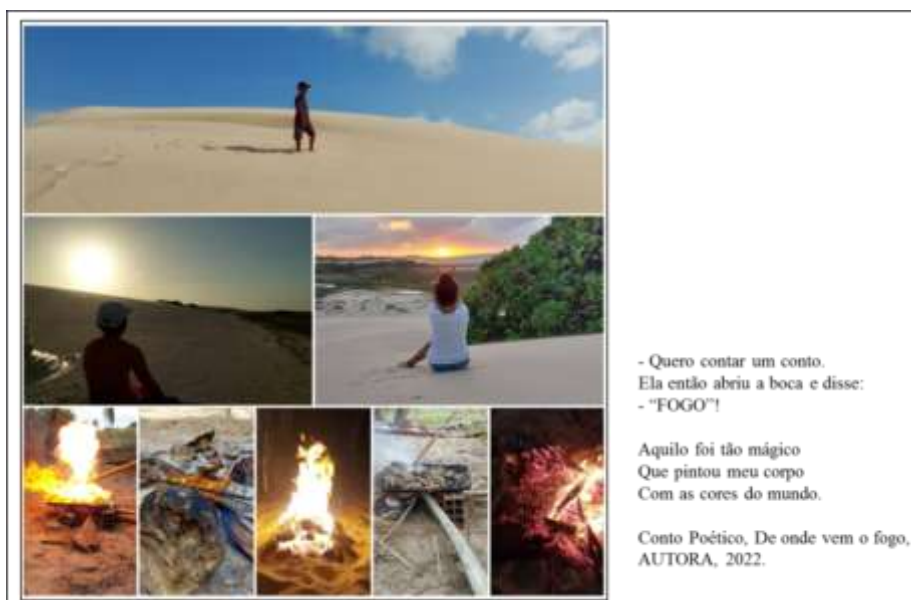 - Quero contar um conto.
Ela então abriu a boca e disse:
- “FOGO”!
Aquilo foi tão mágico
Que pintou meu corpo
Com as cores do mundo.
Conto Poético, De onde vem o fogo,
AUTORA, 2022.